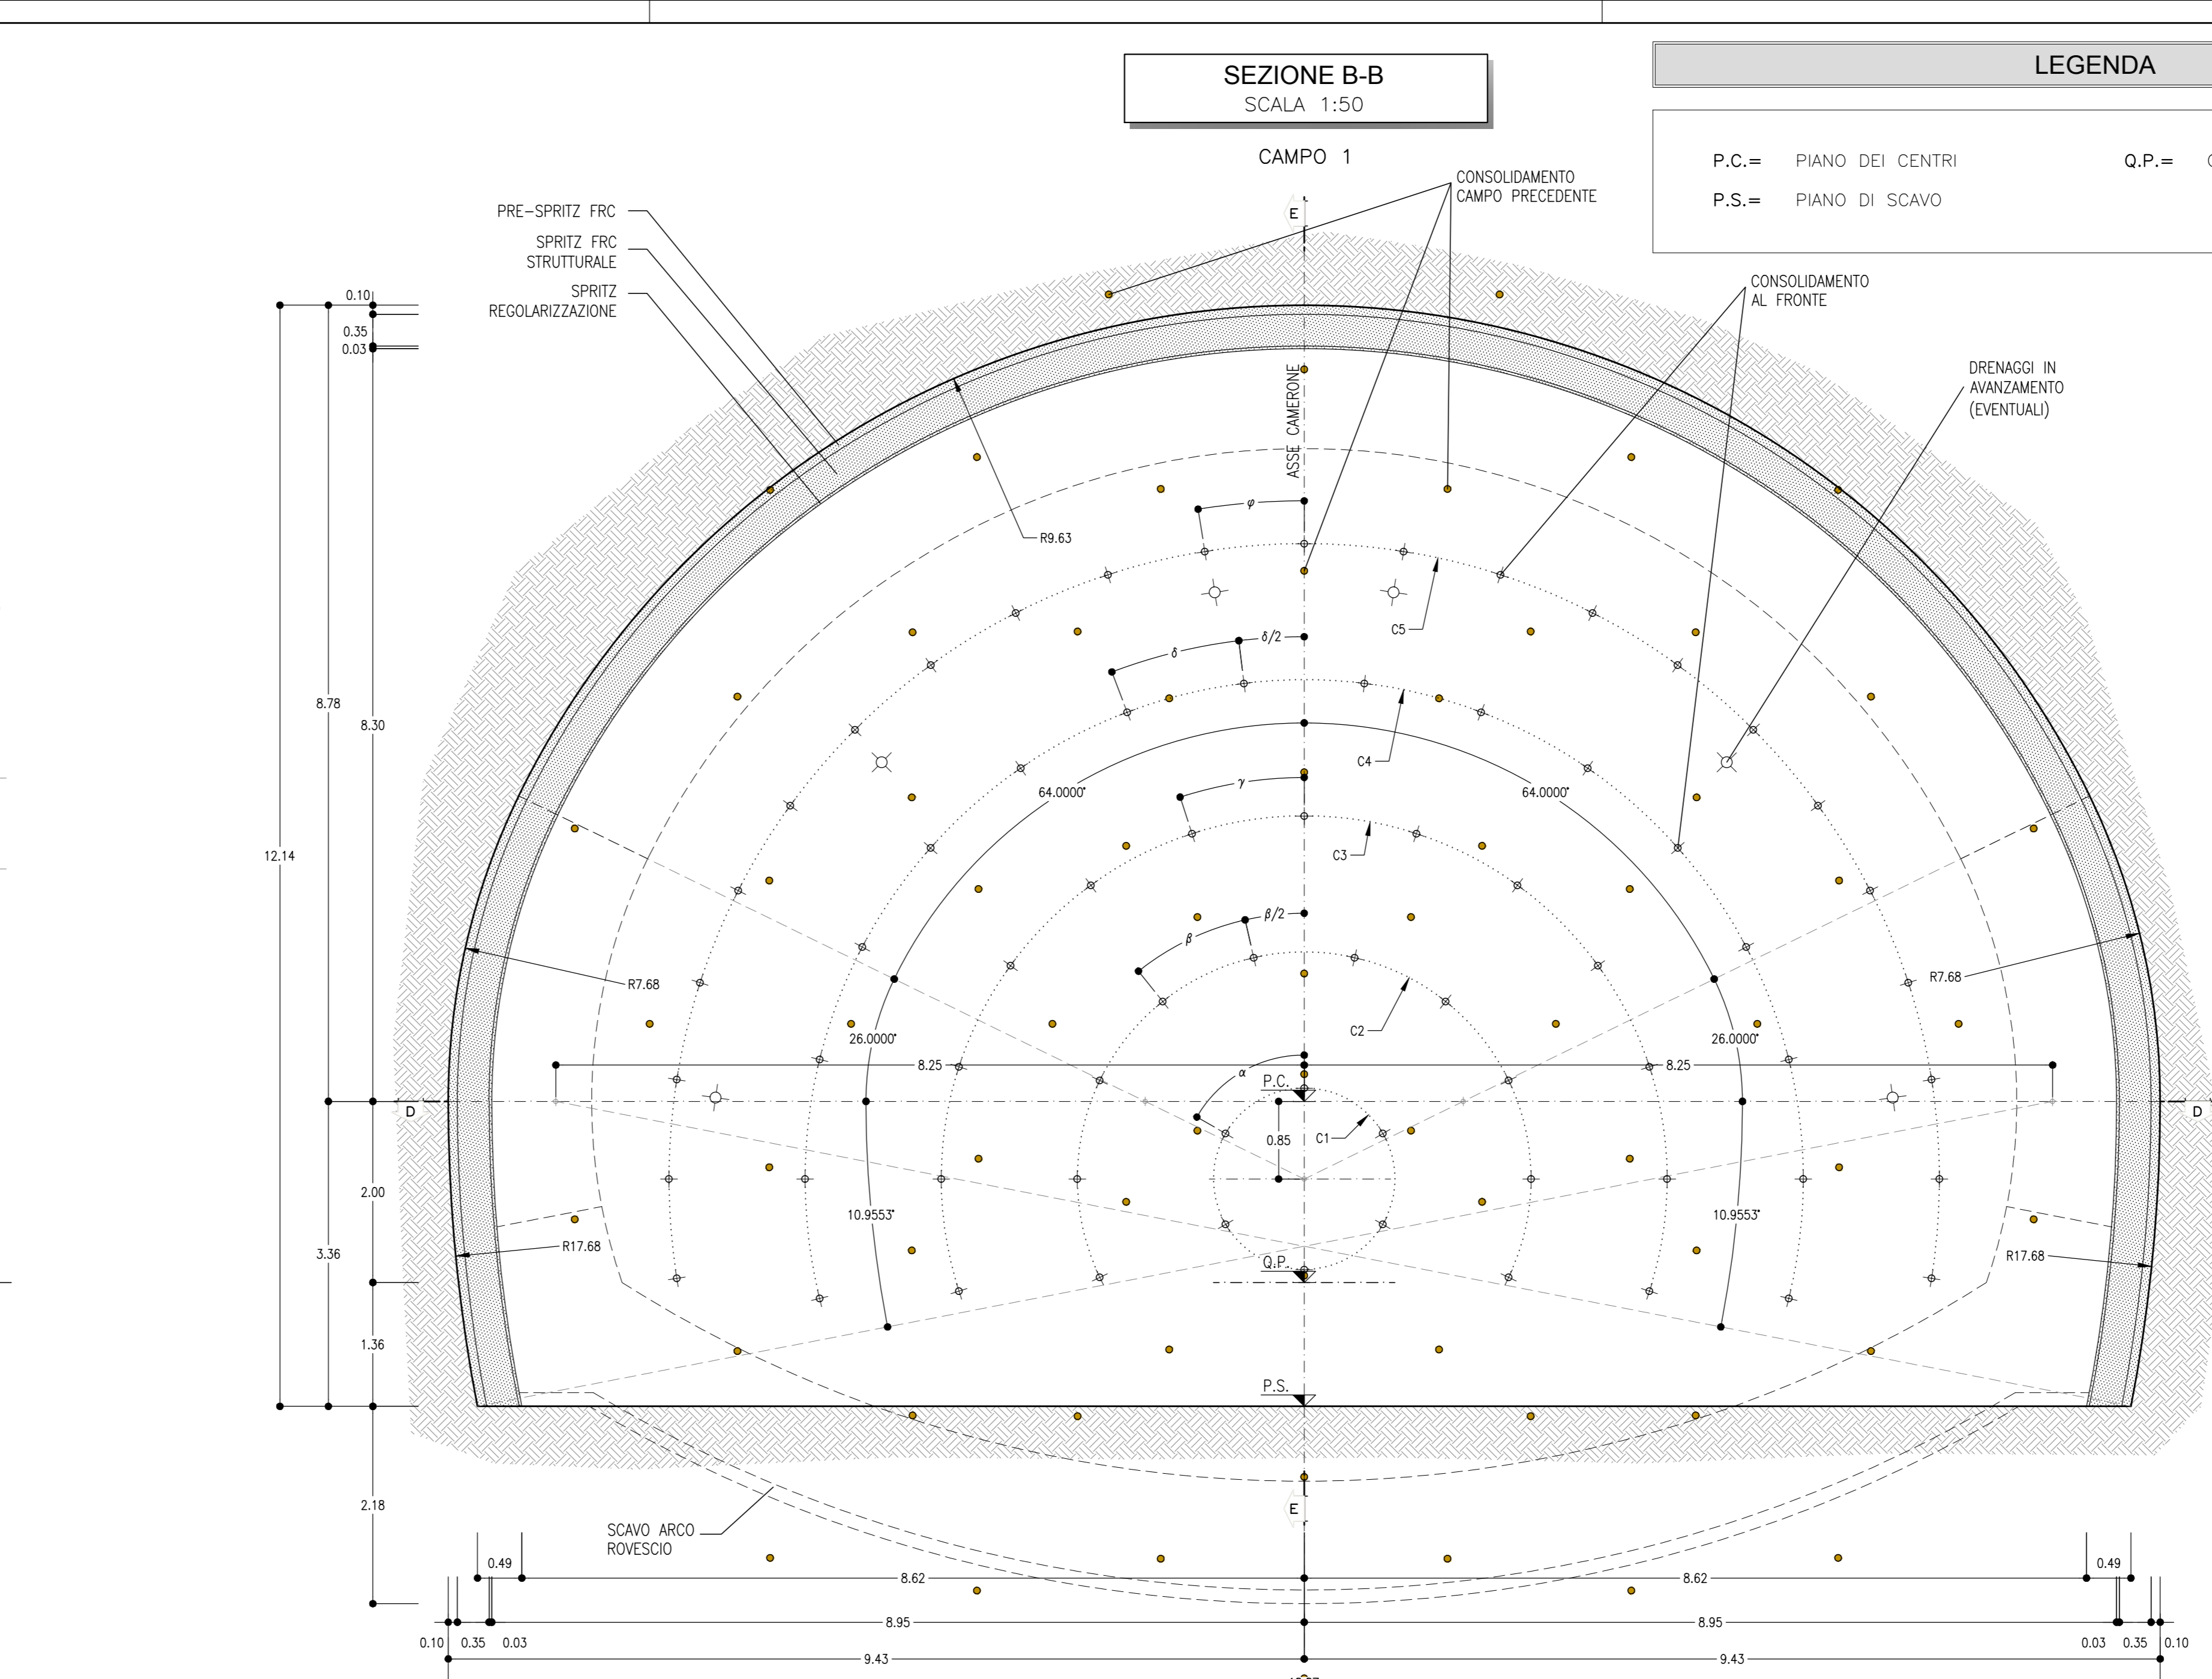 SEZIONE B-B
SCALA 1:50
CAMPO 1
LEGENDA
P.C.= PIANO DEI CENTRI
Q.P.=
P.S.= PIANO DI SCAVO
PRE-SPRITZ FRC
SPRITZ FRC
STRUTTURALE
SPRITZ
REGOLARIZZAZIONE
CONSOLIDAMENTO
CAMPO PRECEDENTE
CONSOLIDAMENTO
AL FRONTE
DRENAGGI IN
AVANZAMENTO
(EVENTUALI)
E
ASSE CAMERONE
0.10
0.35
0.03
8.78
8.30
12.14
R9.63
φ
C5
δ
δ/2
C4
64.0000°
64.0000°
γ
C3
β
β/2
R7.68
R7.68
C2
26.0000°
26.0000°
8.25
8.25
α
P.C.
D
D
0.85
C1
2.00
10.9553°
10.9553°
3.36
R17.68
R17.68
Q.P.
1.36
P.S.
2.18
E
SCAVO ARCO
ROVESCIO
0.49
0.49
8.62
8.62
8.95
8.95
0.10 0.35 0.03
0.03 0.35 0.10
9.43
9.43